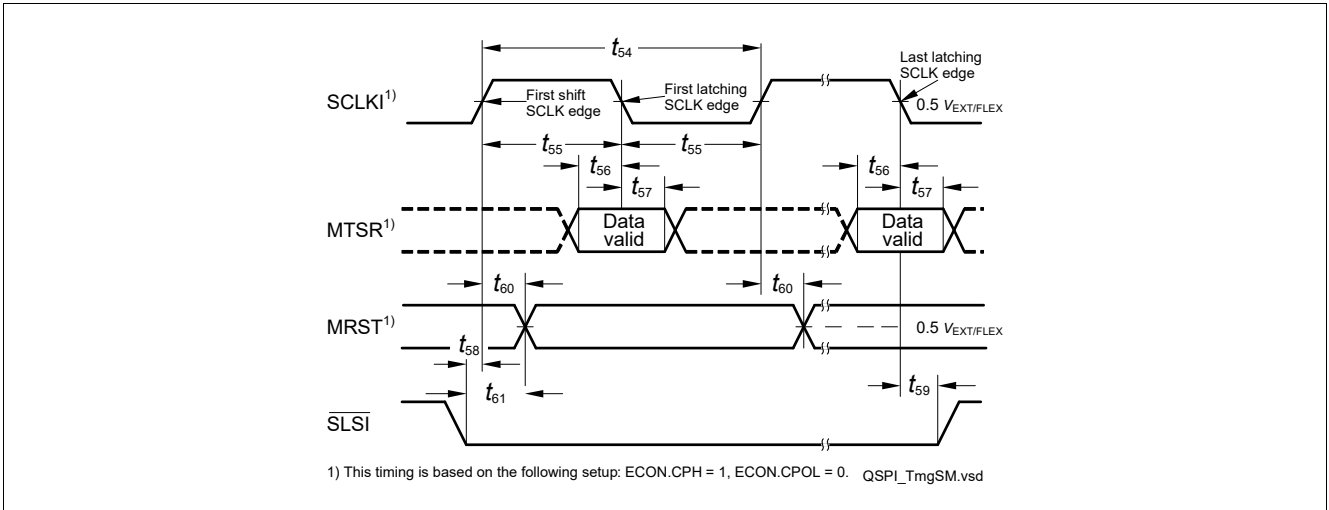 t54
SCLKI1)
First shift
SCLK edge
First latching
SCLK edge
Last latching
SCLK edge
0.5 VEXT/FLEX
t55
t55
t56
t57
t56
t57
MTSR1)
Data
valid
Data
valid
t60
t60
MRST1)
0.5 VEXT/FLEX
t58
t61
t59
SLSI
1) This timing is based on the following setup: ECON.CPH = 1, ECON.CPOL = 0.
QSPI_TmgSM.vsd